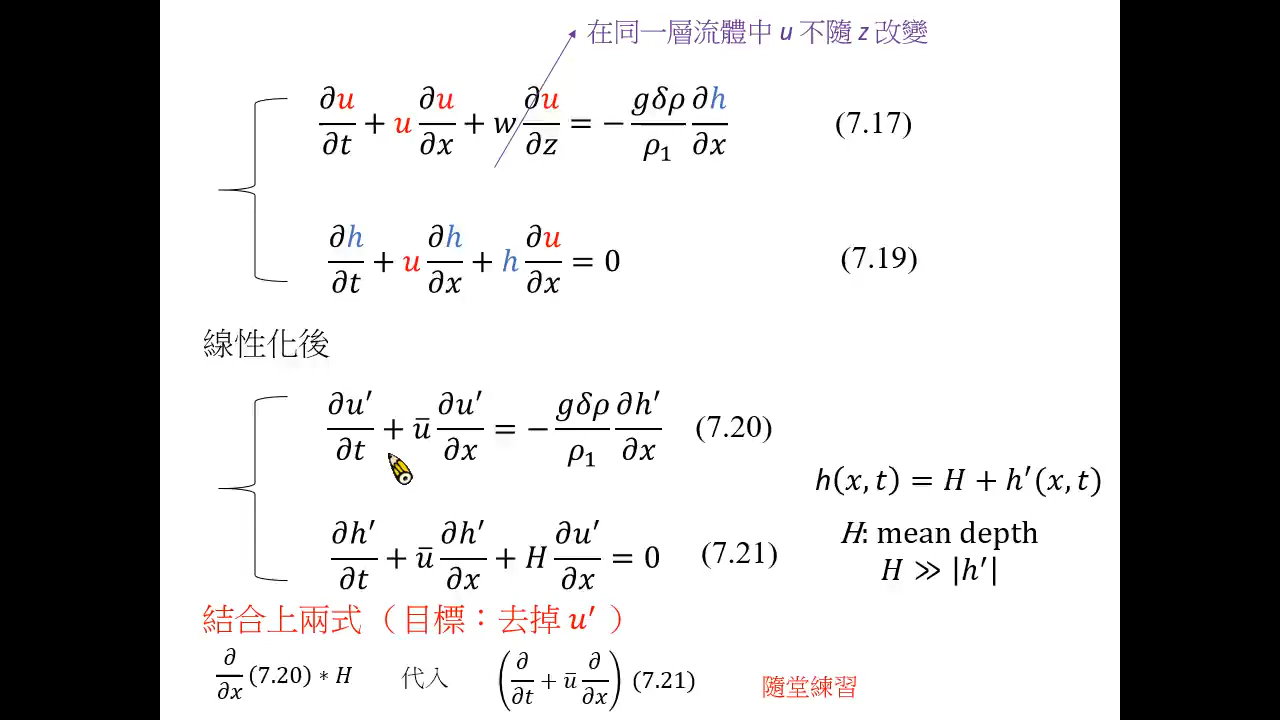 在同一層流體中 u 不隨 z 改變
∂u/∂t + u ∂u/∂x + w ∂u/∂z = − gδρ/ρ₁ ∂h/∂x (7.17)
∂h/∂t + u ∂h/∂x + h ∂u/∂x = 0 (7.19)
線性化後
∂u′/∂t + ū ∂u′/∂x = − gδρ/ρ₁ ∂h′/∂x (7.20)
h(x, t) = H + h′(x, t)
H: mean depth
H ≫ |h′|
∂h′/∂t + ū ∂h′/∂x + H ∂u′/∂x = 0 (7.21)
結合上兩式（目標：去掉 u′ ）
∂/∂x (7.20) ∗ H 代入 (∂/∂t + ū ∂/∂x) (7.21) 隨堂練習